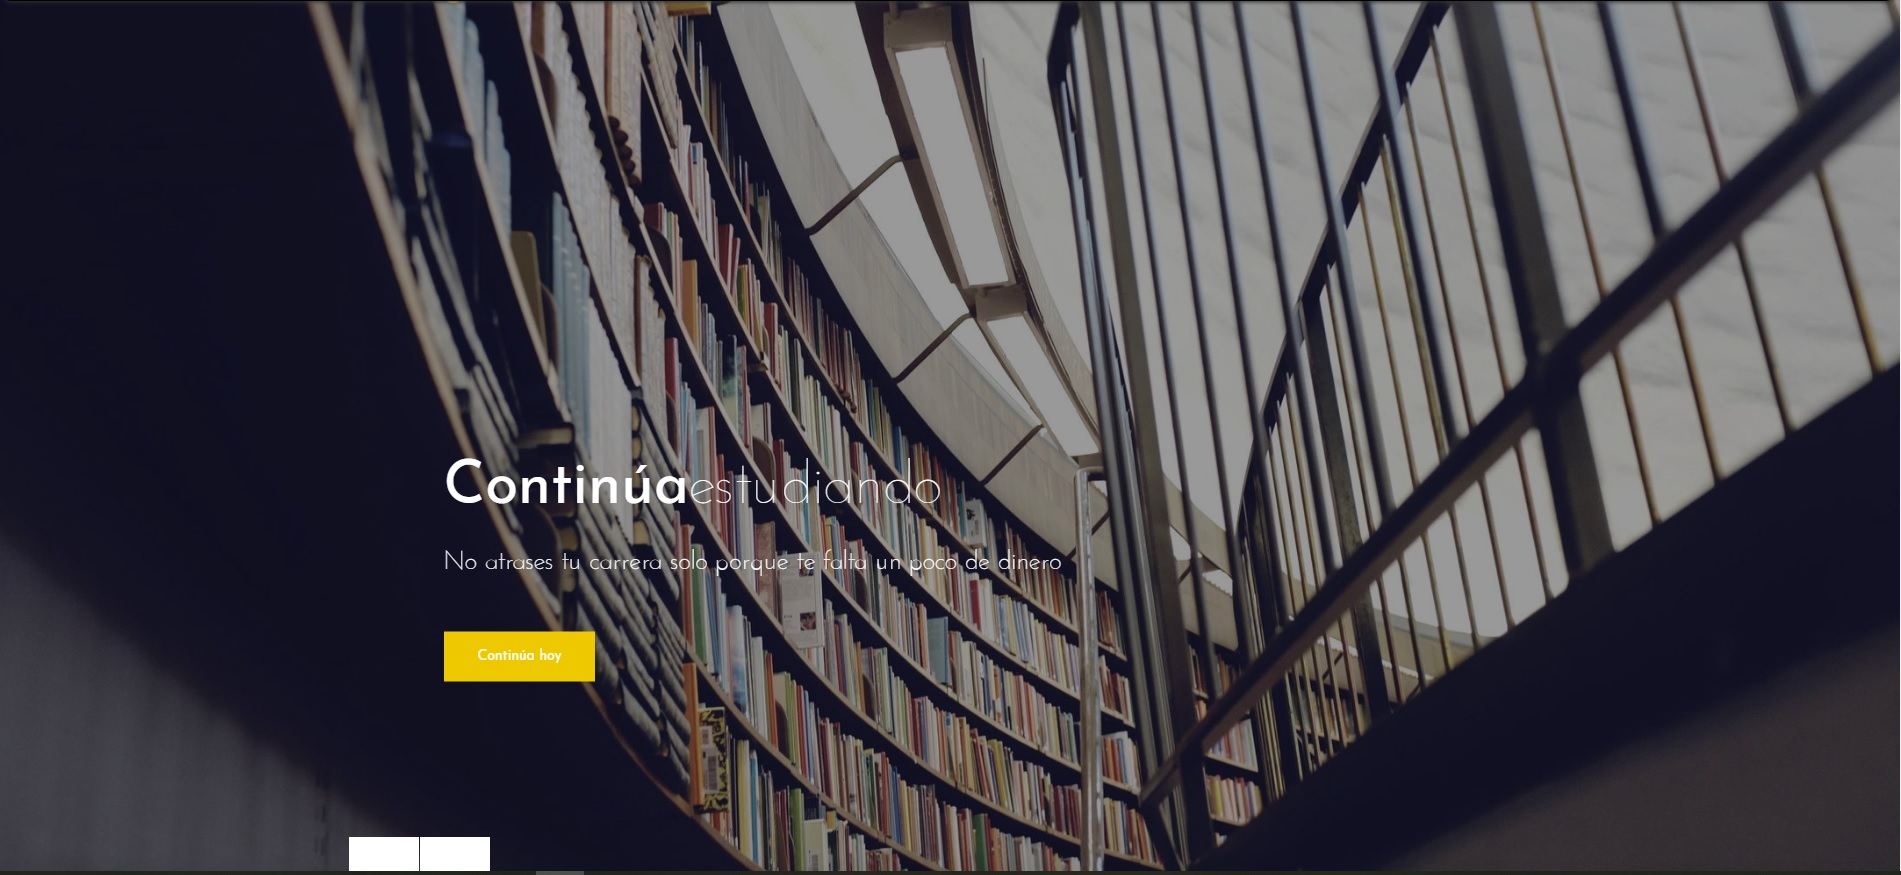 Continúaestudiando
No atrases tu carrera solo porque te falta un poco de dinero
Continúa hoy